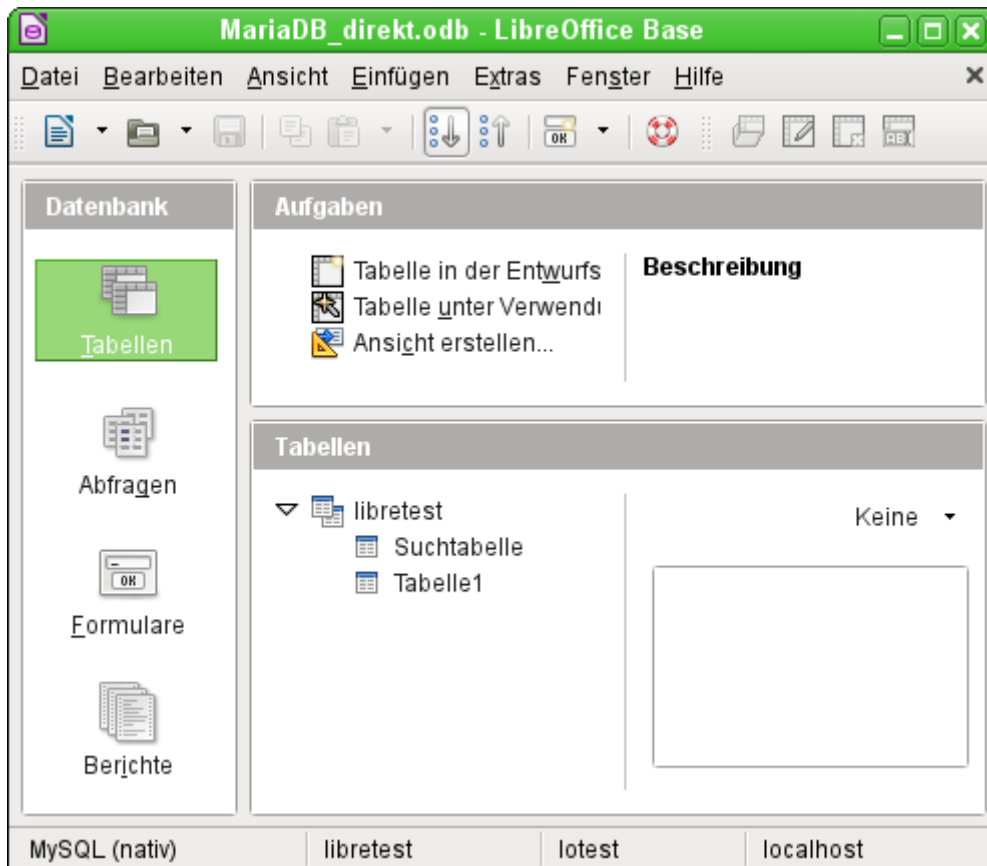 MariaDB_direkt.odb - LibreOffice Base
Datei Bearbeiten Ansicht Einfügen Extras Fenster Hilfe
Datenbank
Tabellen
Abfragen
Formulare
Berichte
Aufgaben
Tabelle in der Entwurfs
Tabelle unter Verwend
Ansicht erstellen...
Beschreibung
Tabellen
libretest
Suchtabelle
Tabelle1
Keine
MySQL (nativ) libretest lotest localhost